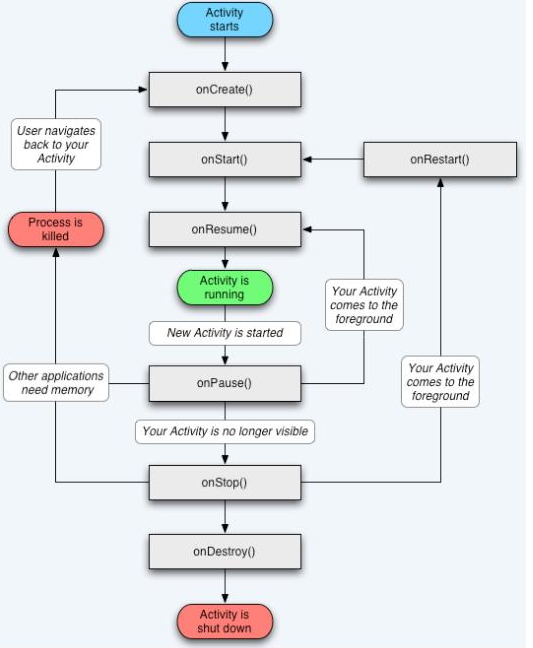 Activity
starts
onCreate()
User navigates
back to your
Activity
onStart()
onRestart()
Process is
killed
onResume()
Activity is
running
Your Activity
comes to the
foreground
New Activity is started
Other applications
need memory
onPause()
Your Activity
comes to the
foreground
Your Activity is no longer visible
onStop()
onDestroy()
Activity is
shut down